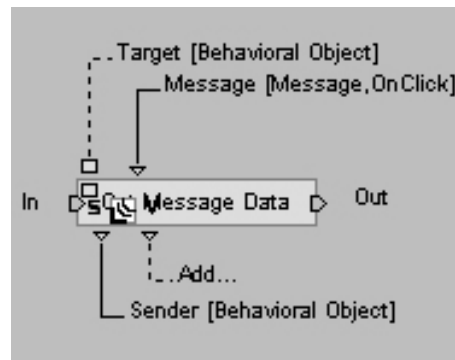 Target [Behavioral Object]
Message [Message,OnClick]
In
Message Data
Out
Add...
Sender [Behavioral Object]